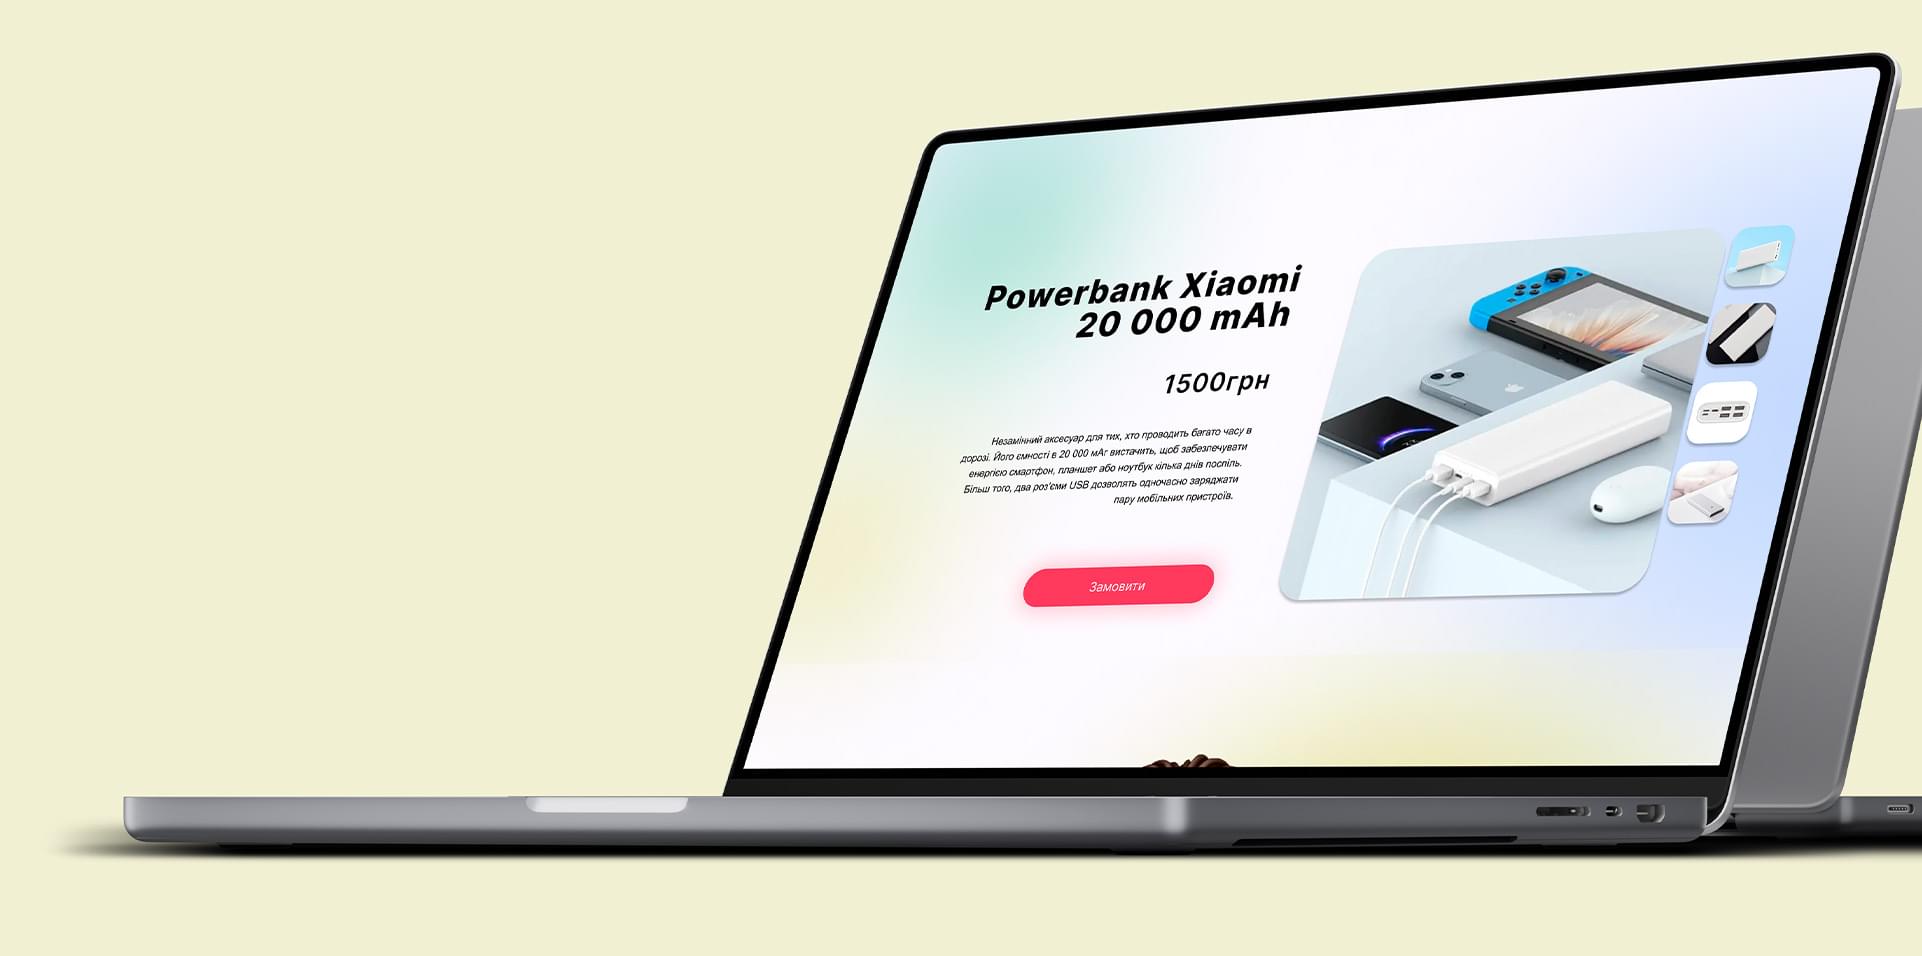 Powerbank Xiaomi
20 000 mAh
1500грн
Незамінний аксесуар для тих, хто проводить багато часу в
дорозі. Його ємності в 20 000 мАг вистачить, щоб забезпечувати
енергією смартфон, планшет або ноутбук кілька днів поспіль.
Більш того, два роз'єми USB дозволять одночасно заряджати
пару мобільних пристроїв.
Замовити